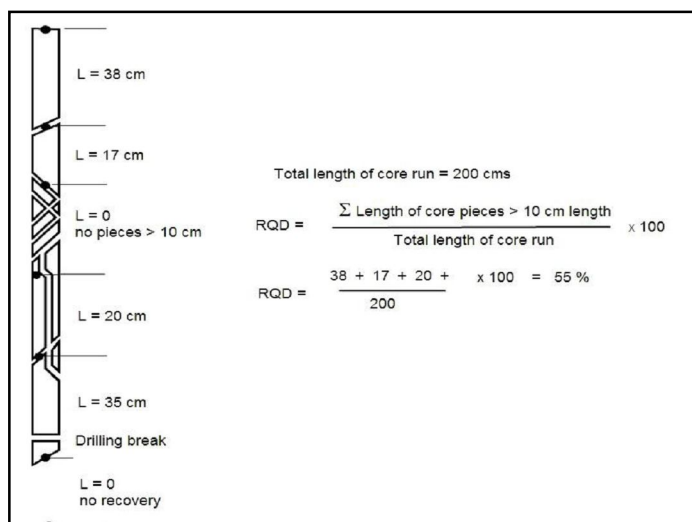 L = 38 cm
L = 17 cm
L = 0
no pieces > 10 cm
L = 20 cm
L = 35 cm
Drilling break
L = 0
no recovery
Total length of core run = 200 cms
RQD = Σ Length of core pieces > 10 cm length x 100
Total length of core run
RQD = 38 + 17 + 20 + x 100 = 55 %
200